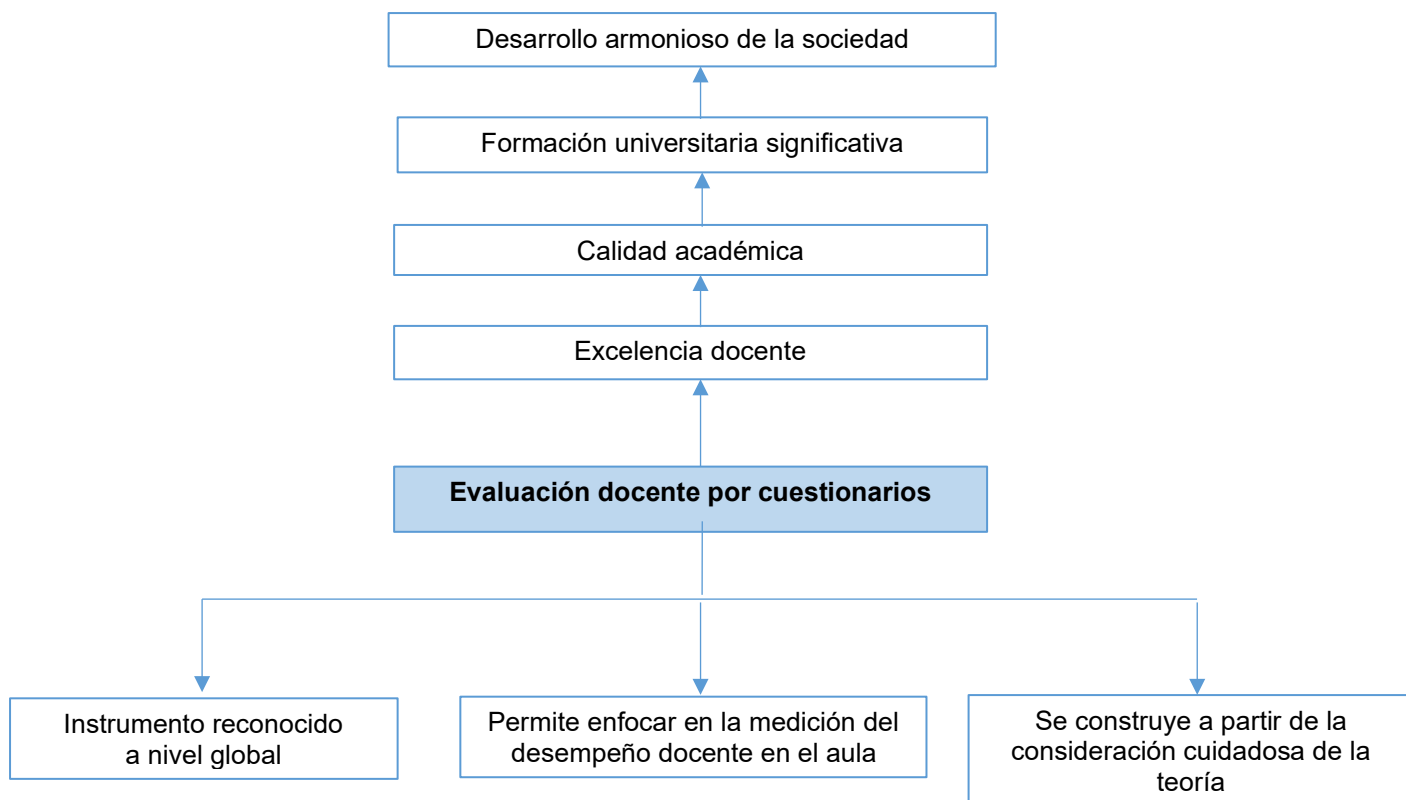 Desarrollo armonioso de la sociedad
Formación universitaria significativa
Calidad académica
Excelencia docente
Evaluación docente por cuestionarios
Instrumento reconocido
a nivel global
Permite enfocar en la medición del
desempeño docente en el aula
Se construye a partir de la
consideración cuidadosa de la
teoría